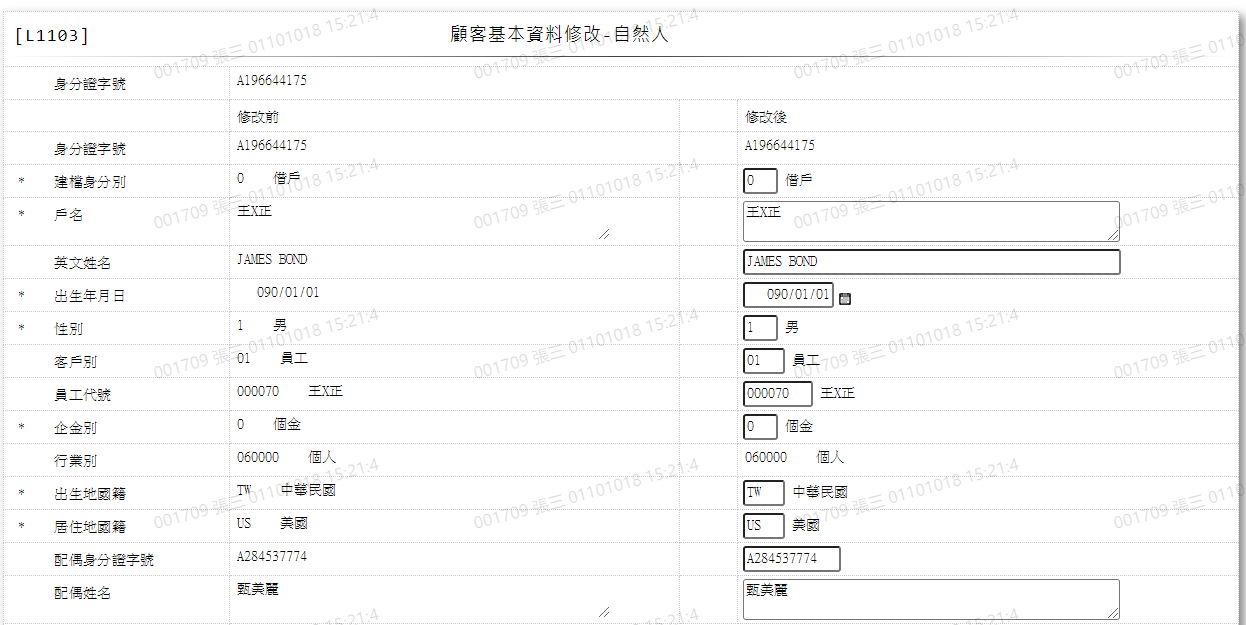 [L1103] 顧客基本資料修改-自然人
身分證字號 A196644175
修改前 修改後
身分證字號 A196644175 A196644175
* 建檔身分別 0 借戶 0 借戶
* 戶名 王X正 王X正
英文姓名 JAMES BOND JAMES BOND
* 出生年月日 090/01/01 090/01/01
* 性別 1 男 1 男
客戶別 01 員工 01 員工
員工代號 000070 王X正 000070 王X正
* 企金別 0 個金 0 個金
行業別 060000 個人 060000 個人
* 出生地國籍 TW 中華民國 TW 中華民國
* 居住地國籍 US 美國 US 美國
配偶身分證字號 A284537774 A284537774
配偶姓名 甄美麗 甄美麗
001709 張三 01101018 15:21:4